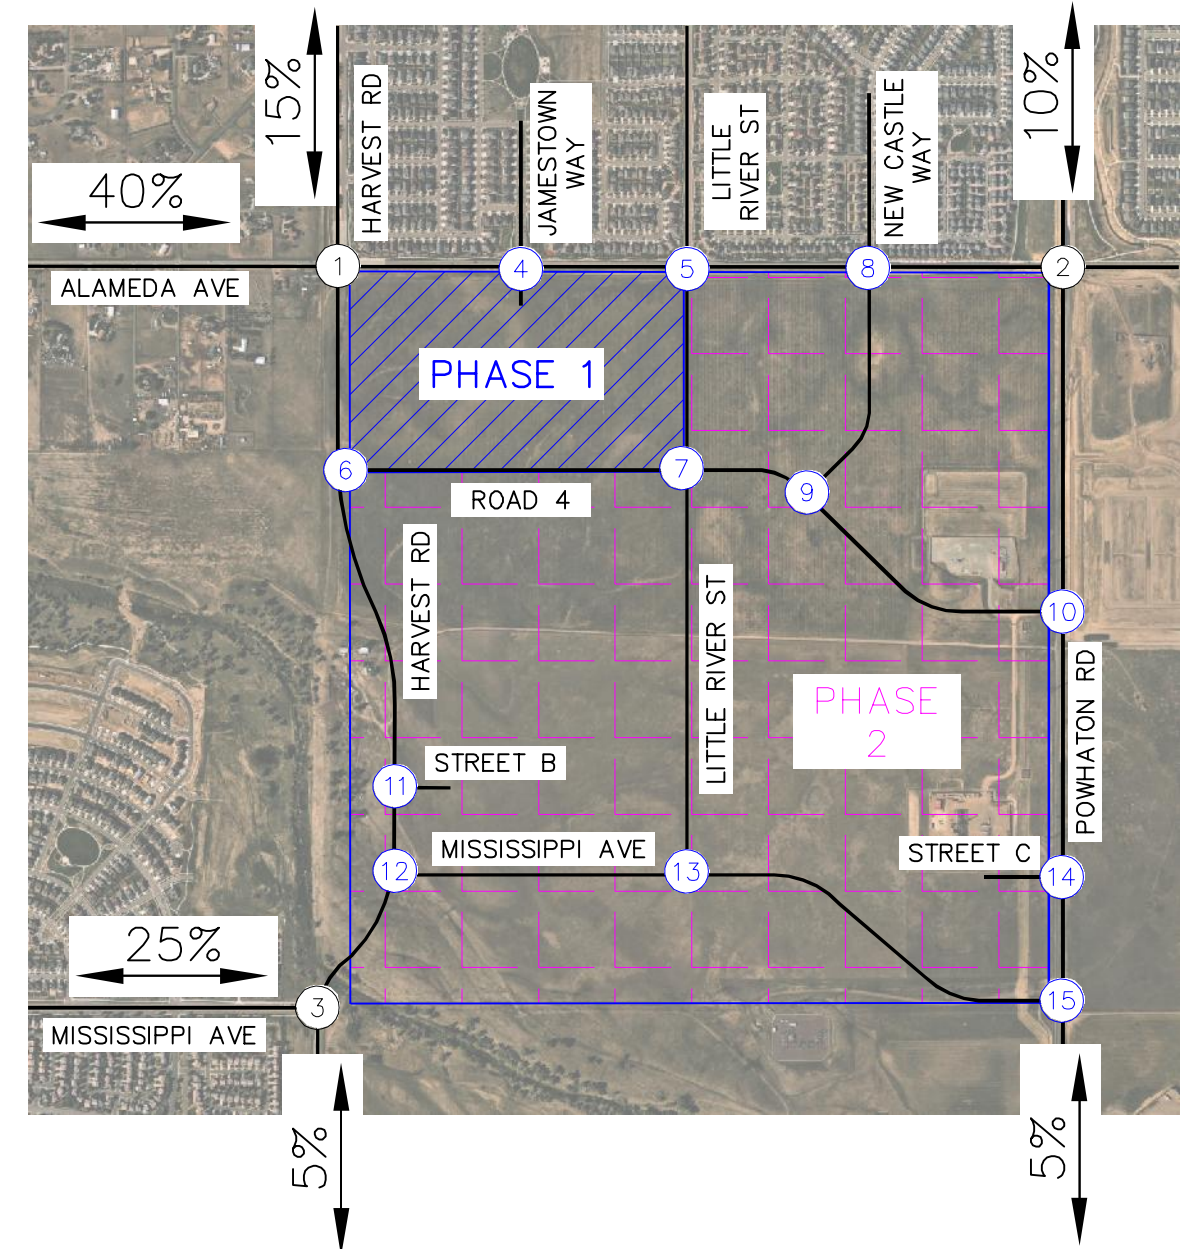 15%
10%
HARVEST RD
JAMESTOWN
WAY
LITTLE
RIVER ST
NEW CASTLE
WAY
40%
1
4
5
8
2
ALAMEDA AVE
PHASE 1
6
7
9
ROAD 4
HARVEST RD
LITTLE RIVER ST
10
PHASE
2
POWHATON RD
STREET B
11
MISSISSIPPI AVE
STREET C
12
13
14
25%
3
15
MISSISSIPPI AVE
5%
5%